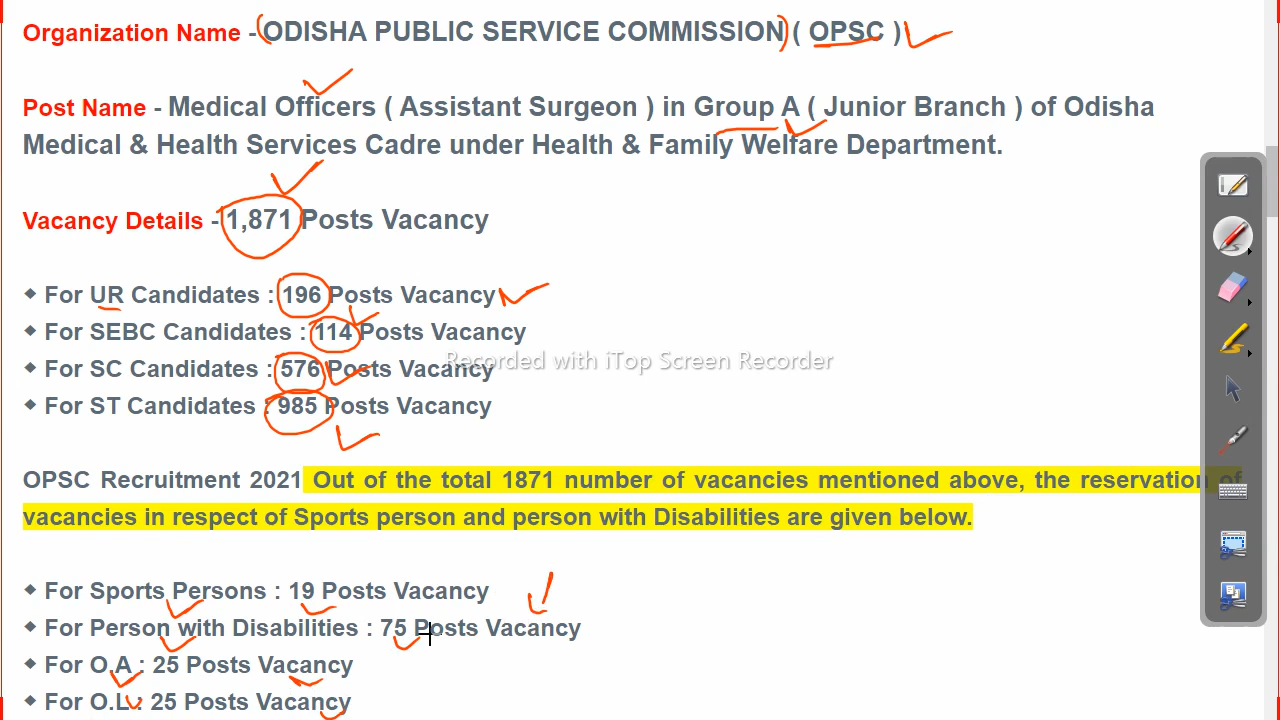 Organization Name - ODISHA PUBLIC SERVICE COMMISSION ( OPSC )
Post Name - Medical Officers ( Assistant Surgeon ) in Group A ( Junior Branch ) of Odisha
Medical & Health Services Cadre under Health & Family Welfare Department.
Vacancy Details - 1,871 Posts Vacancy
◆ For UR Candidates : 196 Posts Vacancy
◆ For SEBC Candidates : 114 Posts Vacancy
◆ For SC Candidates : 576 Posts Vacancy
Recorded with iTop Screen Recorder
◆ For ST Candidates : 985 Posts Vacancy
OPSC Recruitment 2021 Out of the total 1871 number of vacancies mentioned above, the reservation of
vacancies in respect of Sports person and person with Disabilities are given below.
◆ For Sports Persons : 19 Posts Vacancy
◆ For Person with Disabilities : 75 Posts Vacancy
◆ For O.A : 25 Posts Vacancy
◆ For O.L : 25 Posts Vacancy